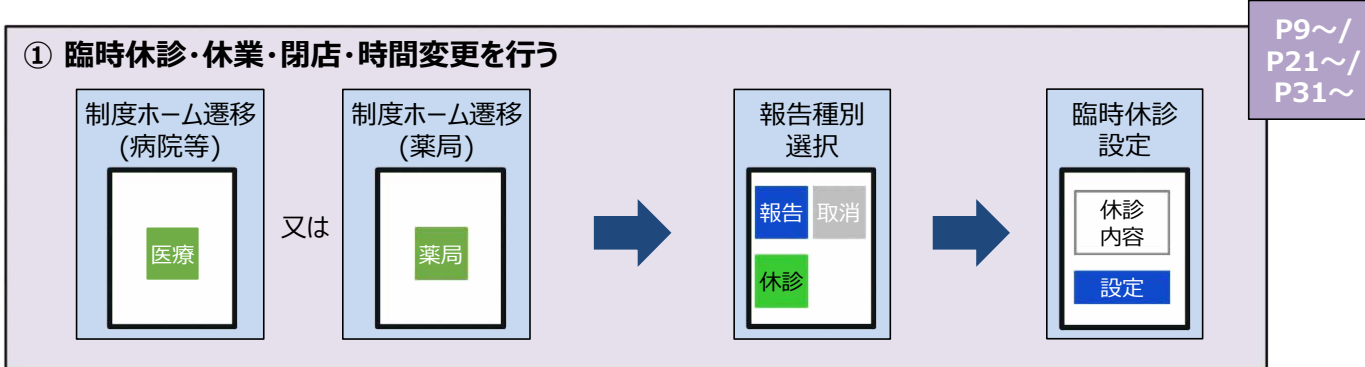 P9～/
P21～/
P31～
① 臨時休診・休業・閉店・時間変更を行う
制度ホーム遷移
(病院等)
医療
又は
制度ホーム遷移
(薬局)
薬局
報告種別
選択
報告
取消
休診
臨時休診
設定
休診
内容
設定